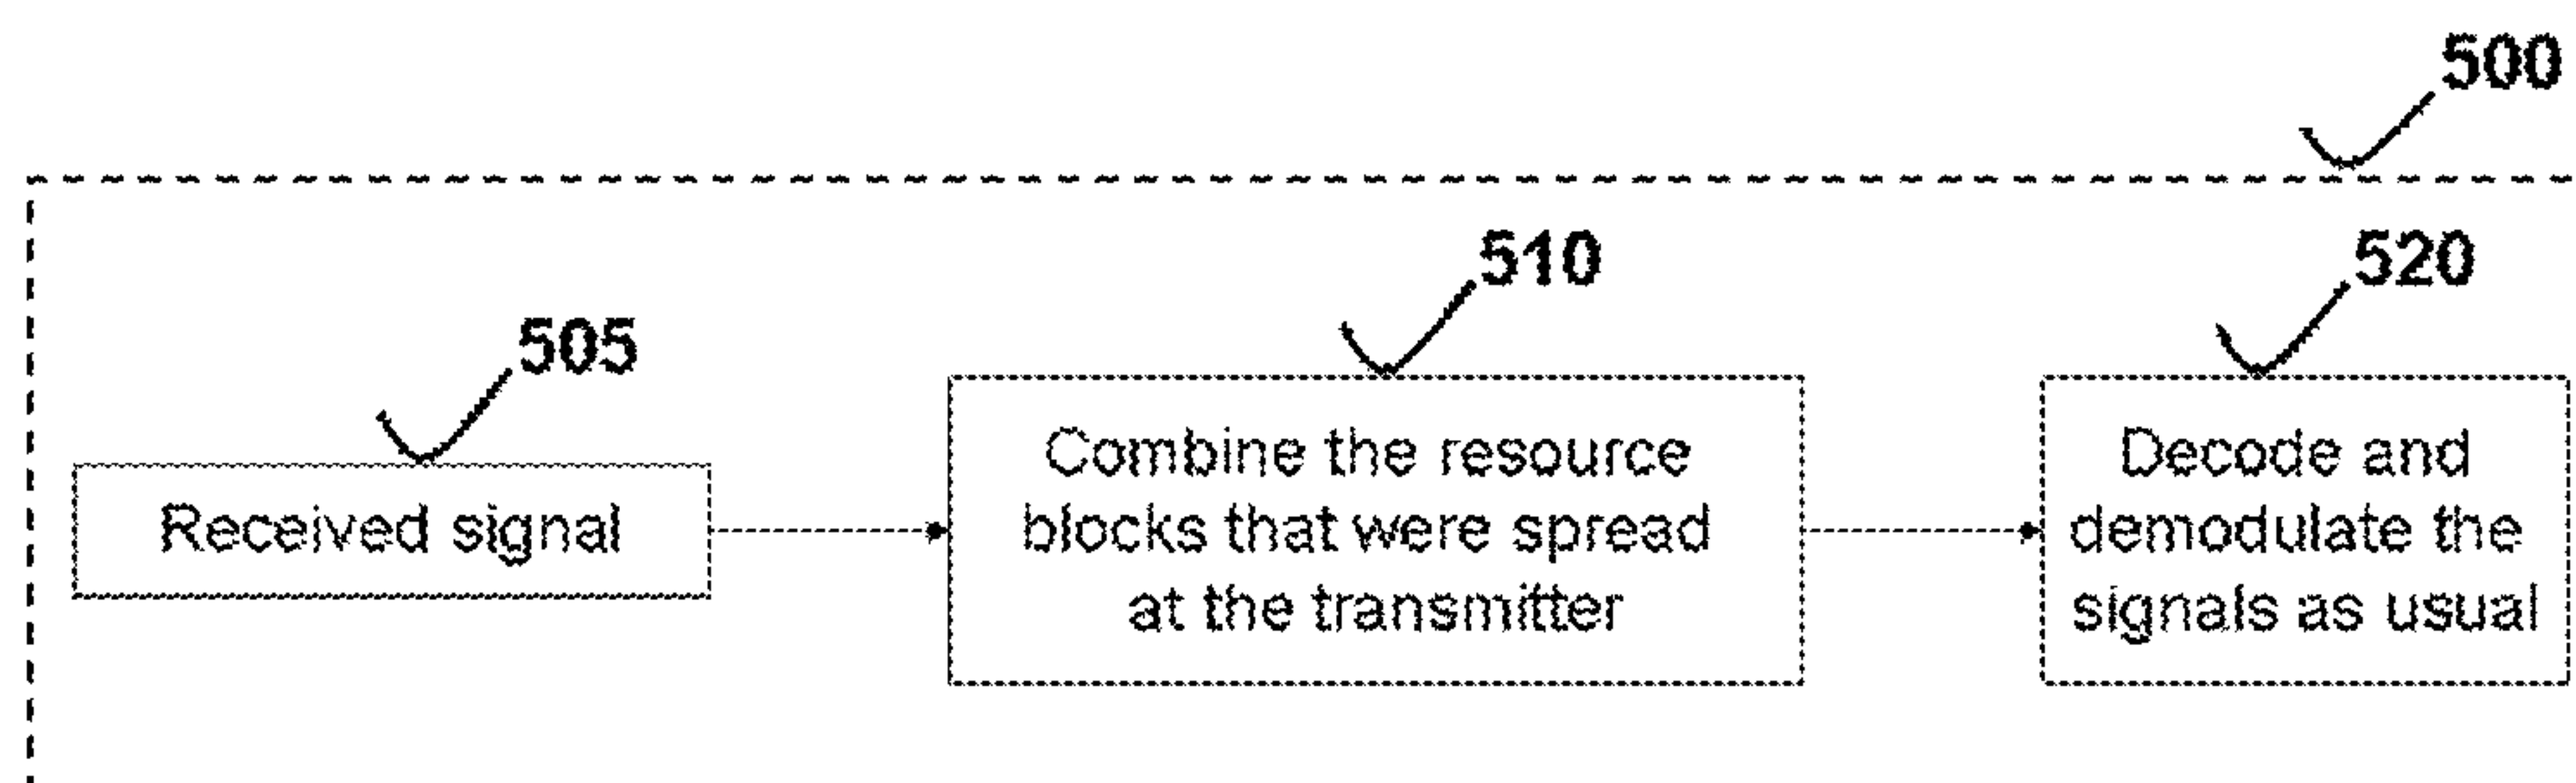 500
505
Received signal
510
Combine the resource
blocks that were spread
at the transmitter
520
Decode and
demodulate the
signals as usual